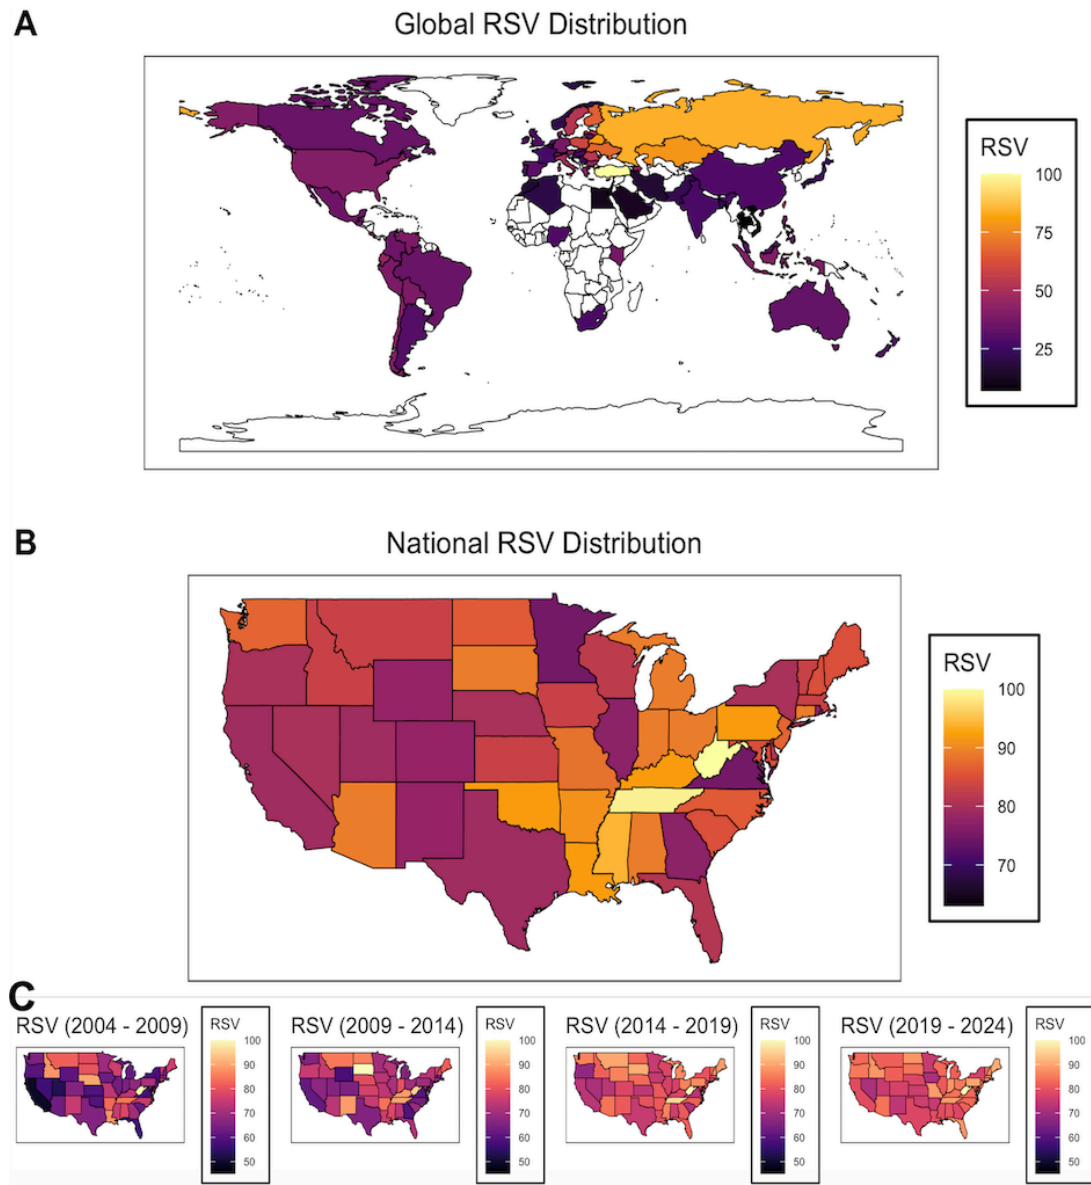 A
Global RSV Distribution
RSV
100
75
50
25
B
National RSV Distribution
RSV
100
90
80
70
C
RSV (2004 - 2009)
RSV
100
90
80
70
60
50
RSV (2009 - 2014)
RSV
100
90
80
70
60
50
RSV (2014 - 2019)
RSV
100
90
80
70
60
50
RSV (2019 - 2024)
RSV
100
90
80
70
60
50